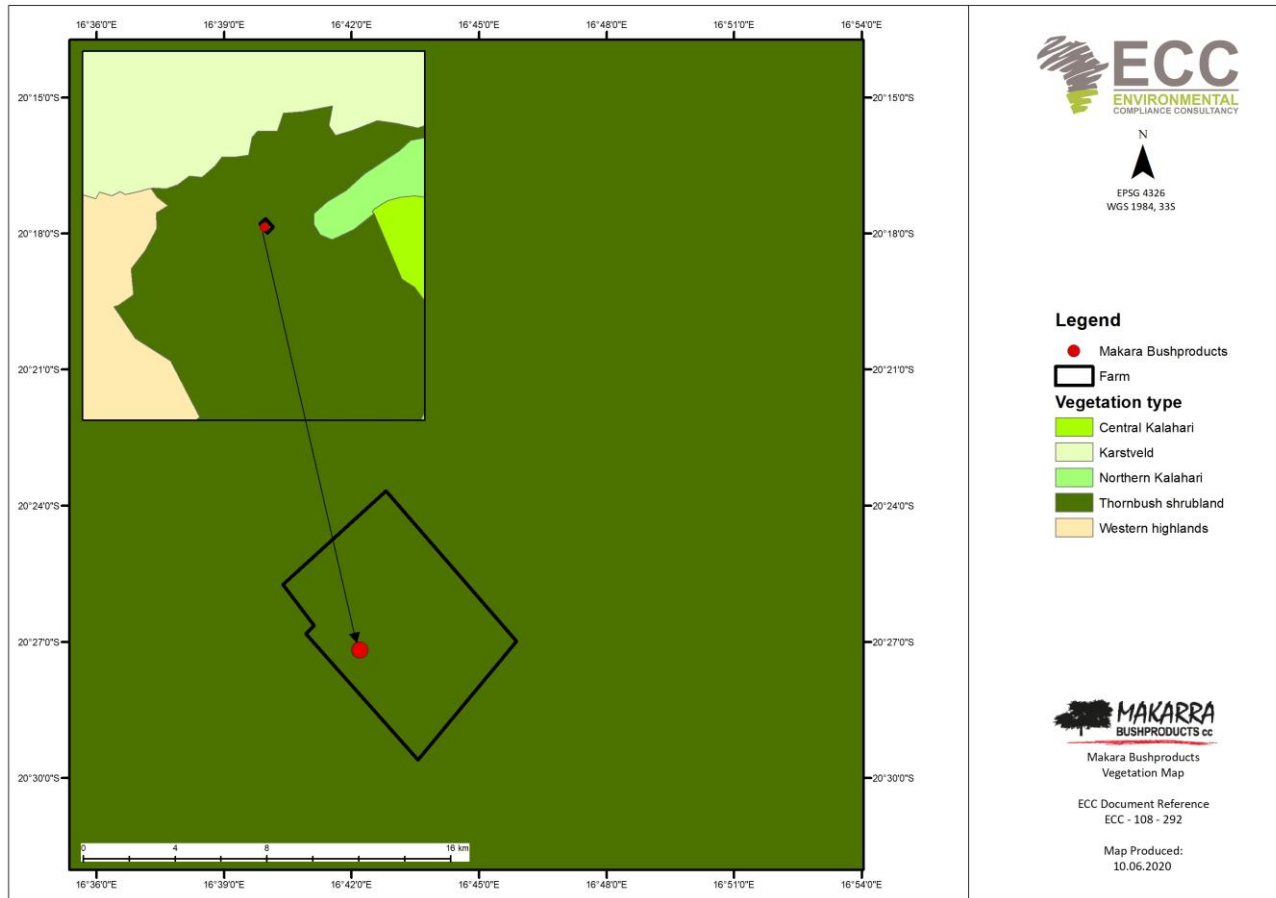 16°36'0"E 16°39'0"E 16°42'0"E 16°45'0"E 16°48'0"E 16°51'0"E 16°54'0"E
20°15'0"S 20°15'0"S
20°18'0"S 20°18'0"S
20°21'0"S 20°21'0"S
20°24'0"S 20°24'0"S
20°27'0"S 20°27'0"S
20°30'0"S 20°30'0"S
0 4 8 16 km
16°36'0"E 16°39'0"E 16°42'0"E 16°45'0"E 16°48'0"E 16°51'0"E 16°54'0"E
ECC
ENVIRONMENTAL
COMPLIANCE CONSULTANCY
N
EPSG 4326
WGS 1984, 33S
Legend
Makara Bushproducts
Farm
Vegetation type
Central Kalahari
Karstveld
Northern Kalahari
Thornbush shrubland
Western highlands
MAKARRA
BUSHPRODUCTS cc
Makara Bushproducts
Vegetation Map
ECC Document Reference
ECC - 108 - 292
Map Produced:
10.06.2020